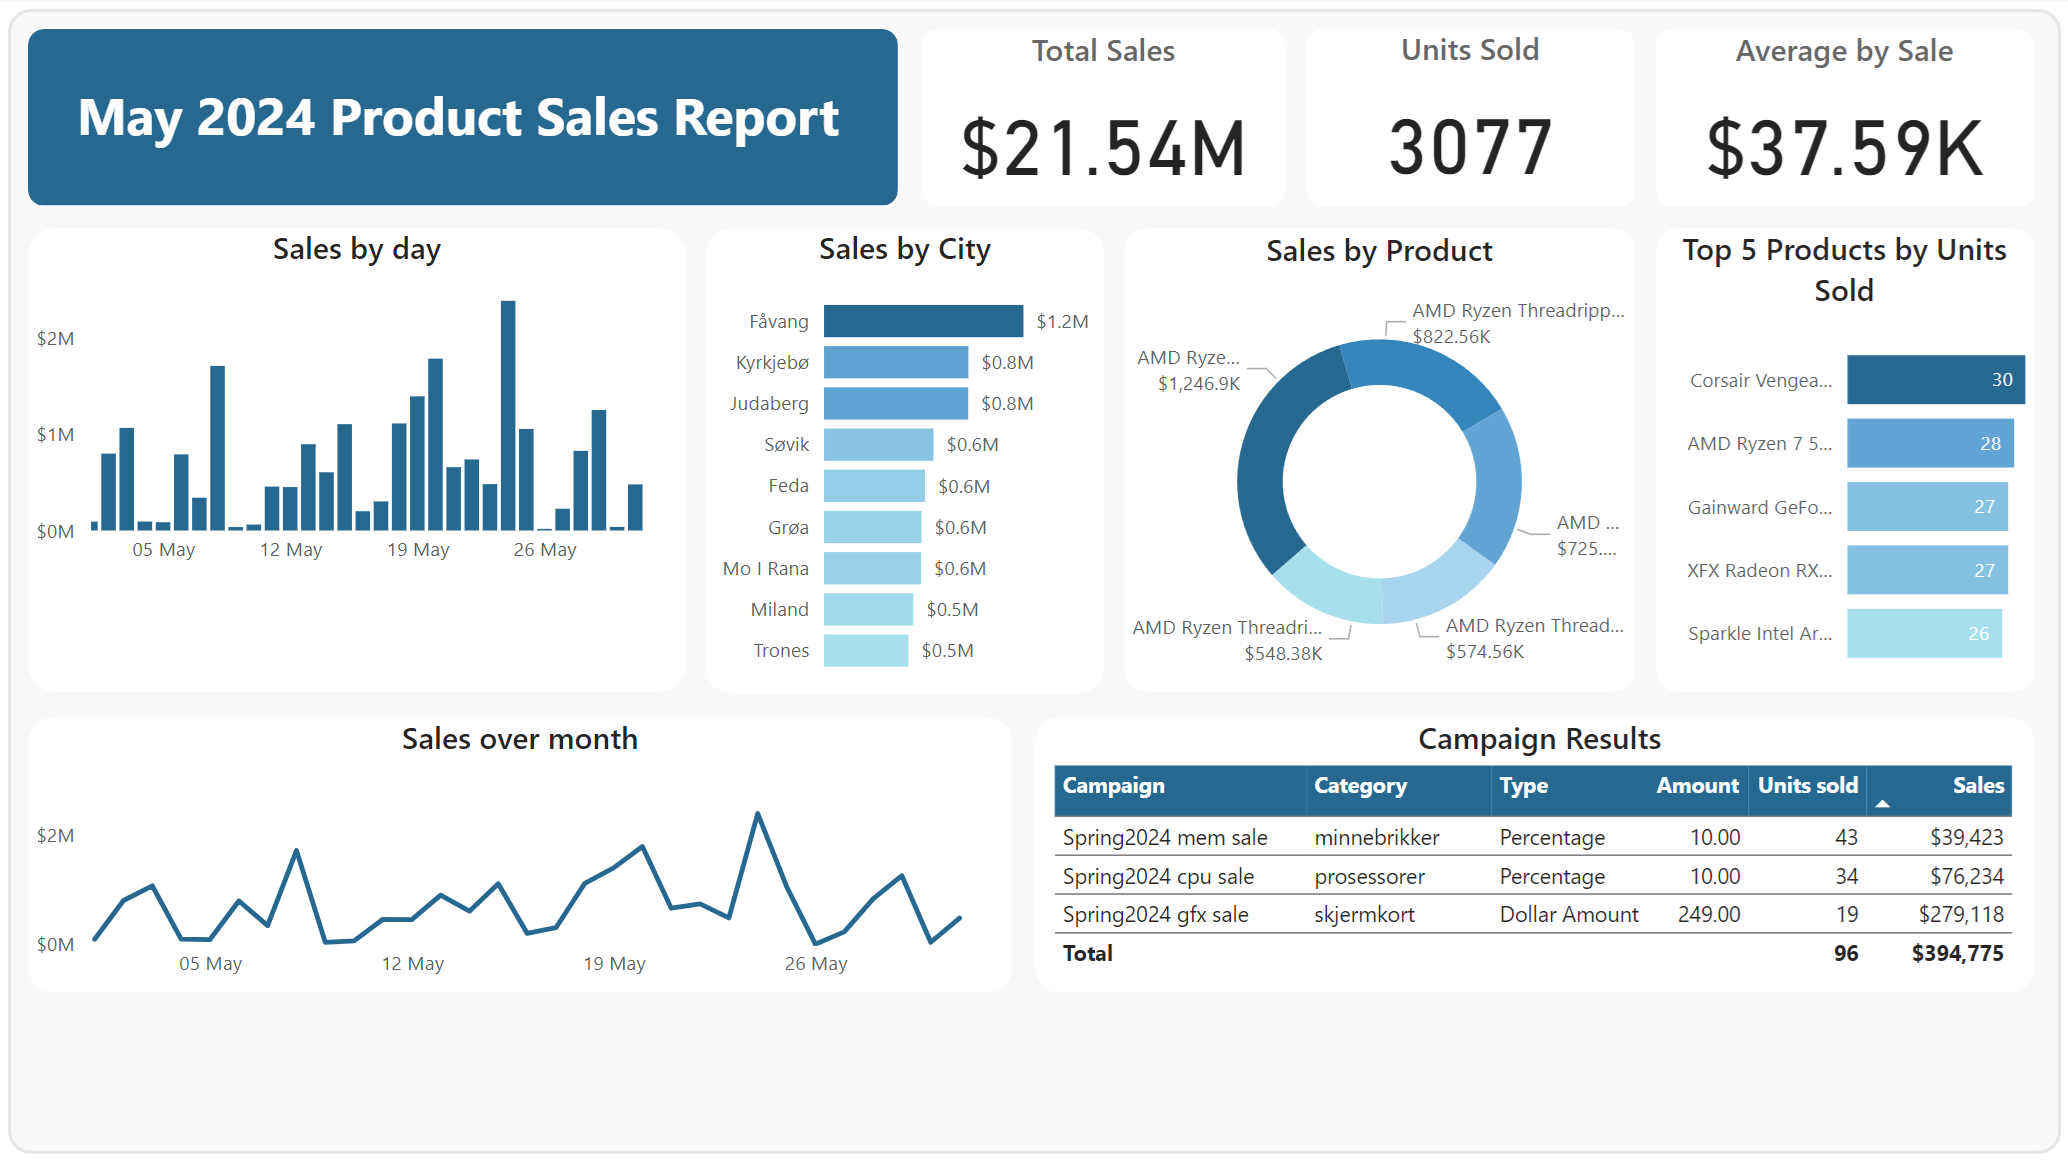 May 2024 Product Sales Report
Total Sales
$21.54M
Units Sold
3077
Average by Sale
$37.59K
Sales by day
$2M
$1M
$0M
05 May
12 May
19 May
26 May
Sales by City
Fåvang $1.2M
Kyrkjebø $0.8M
Judaberg $0.8M
Søvik $0.6M
Feda $0.6M
Grøa $0.6M
Mo I Rana $0.6M
Miland $0.5M
Trones $0.5M
Sales by Product
AMD Ryzen Threadripp...
$822.56K
AMD Ryze...
$1,246.9K
AMD ...
$725....
AMD Ryzen Threadri...
$548.38K
AMD Ryzen Thread...
$574.56K
Top 5 Products by Units
Sold
Corsair Vengea... 30
AMD Ryzen 7 5... 28
Gainward GeFo... 27
XFX Radeon RX... 27
Sparkle Intel Ar... 26
Sales over month
$2M
$0M
05 May
12 May
19 May
26 May
Campaign Results
Campaign Category Type Amount Units sold Sales
Spring2024 mem sale minnebrikker Percentage 10.00 43 $39,423
Spring2024 cpu sale prosessorer Percentage 10.00 34 $76,234
Spring2024 gfx sale skjermkort Dollar Amount 249.00 19 $279,118
Total 96 $394,775